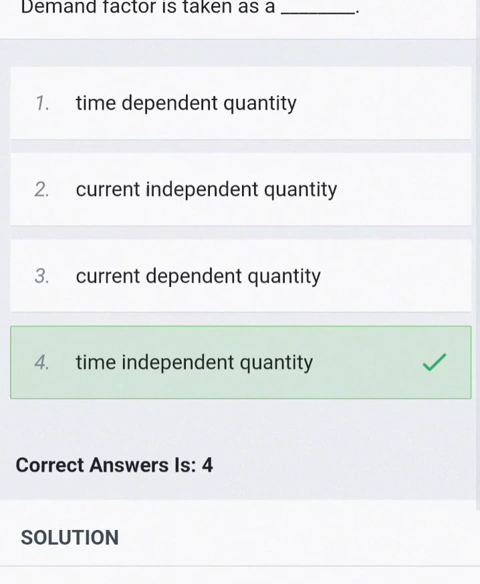 Demand factor is taken as a ________.
1. time dependent quantity
2. current independent quantity
3. current dependent quantity
4. time independent quantity
Correct Answers Is: 4
SOLUTION